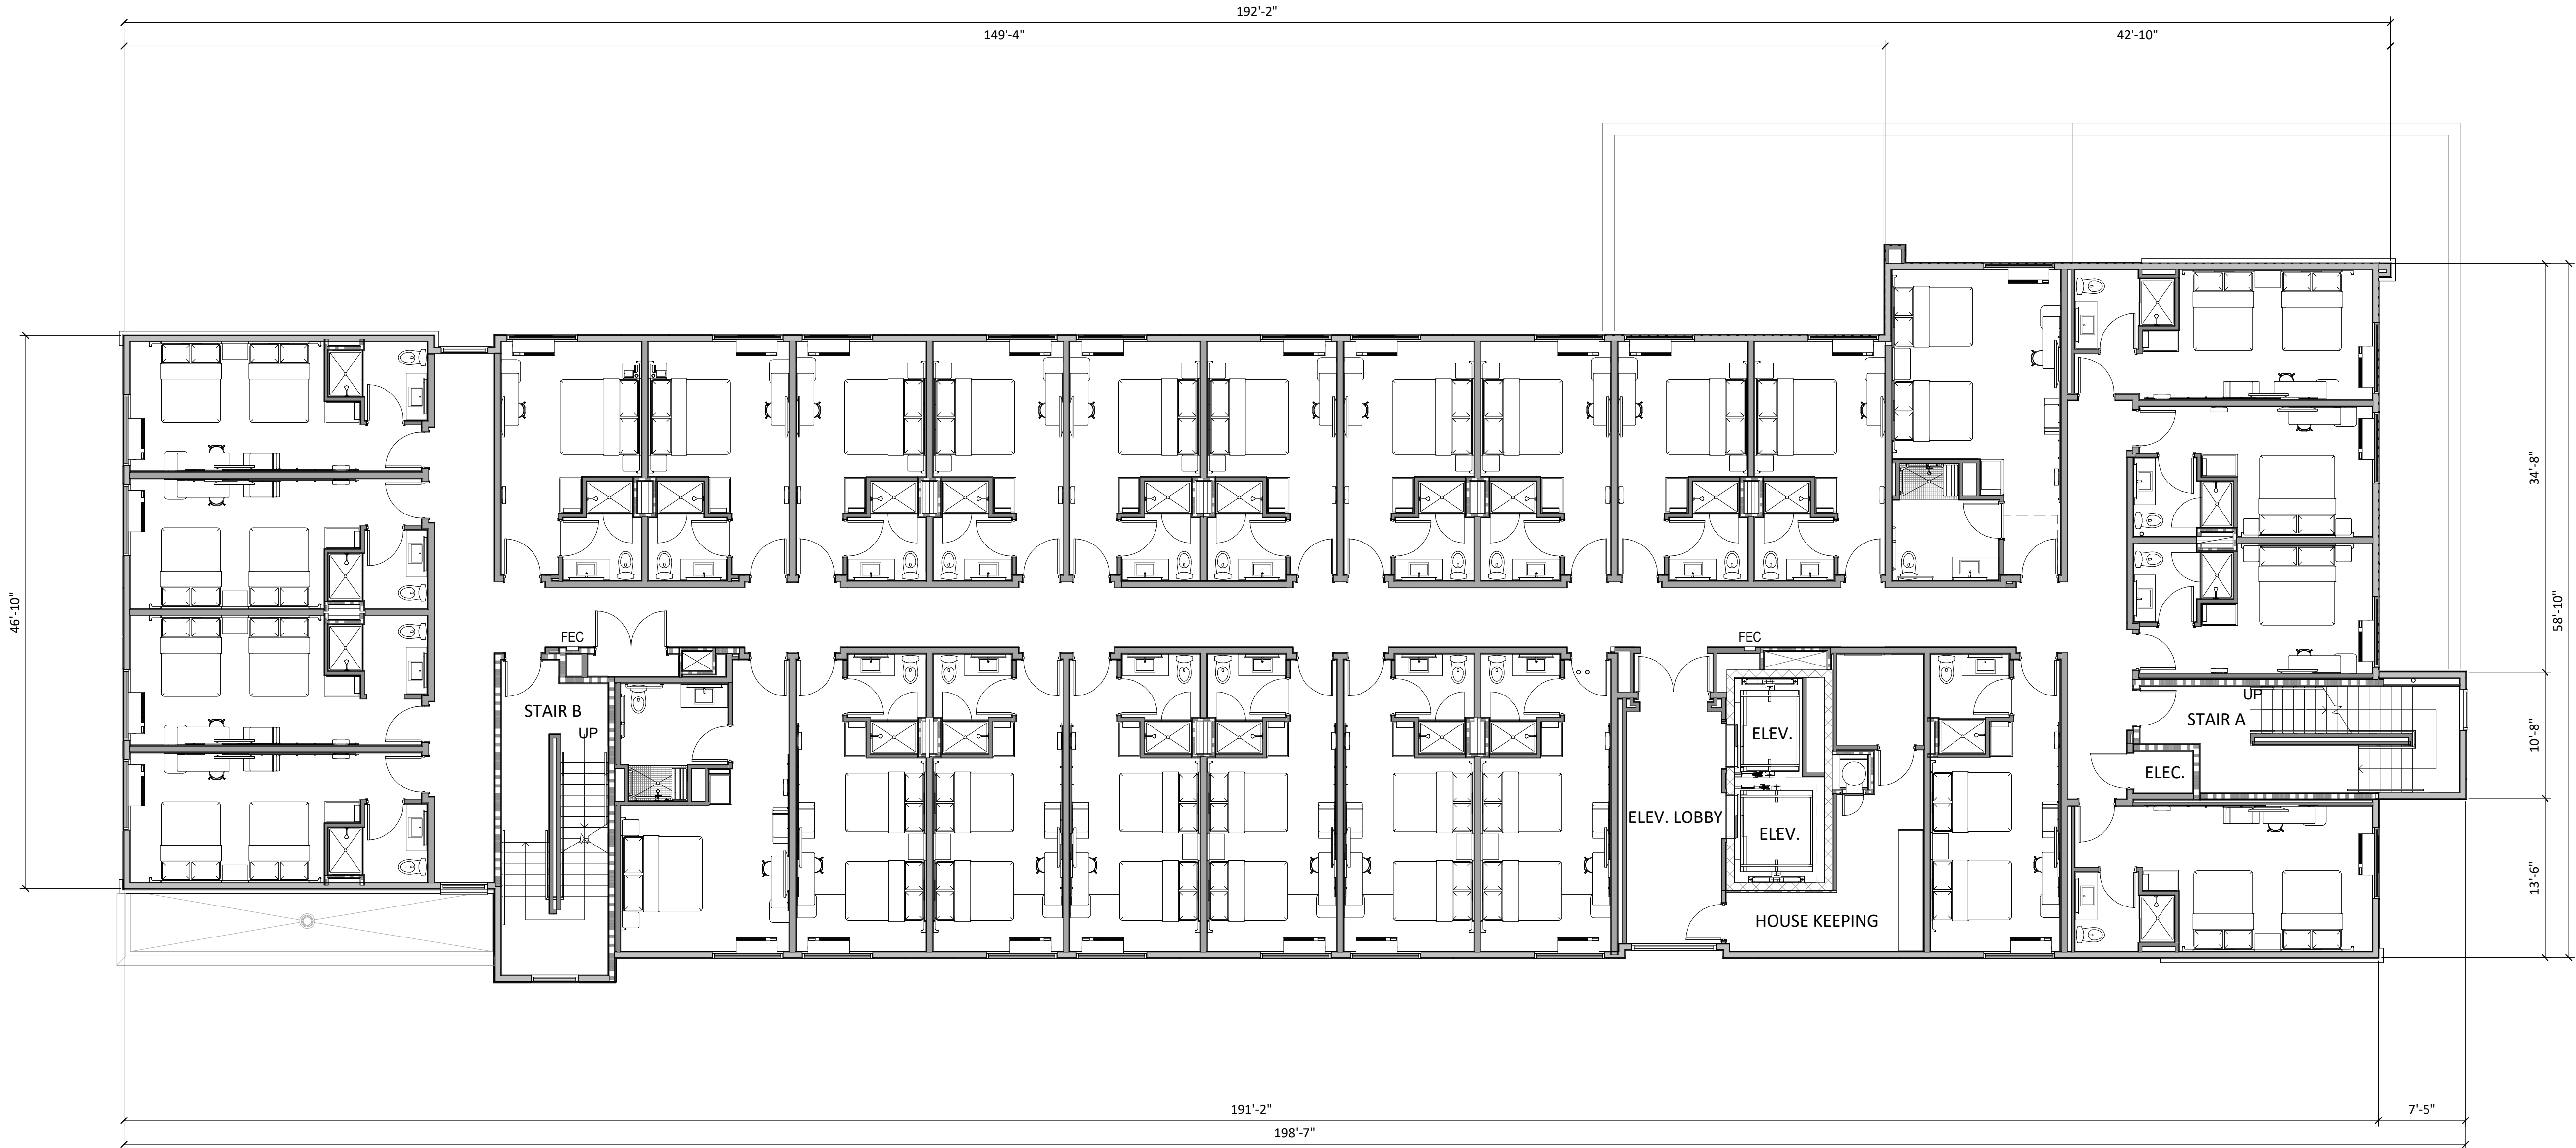 192'-2"
149'-4"
42'-10"
34'-8"
46'-10"
58'-10"
FEC
FEC
UP
STAIR B
STAIR A
UP
ELEV.
10'-8"
ELEC.
ELEV. LOBBY
ELEV.
13'-6"
HOUSE KEEPING
191'-2"
7'-5"
198'-7"